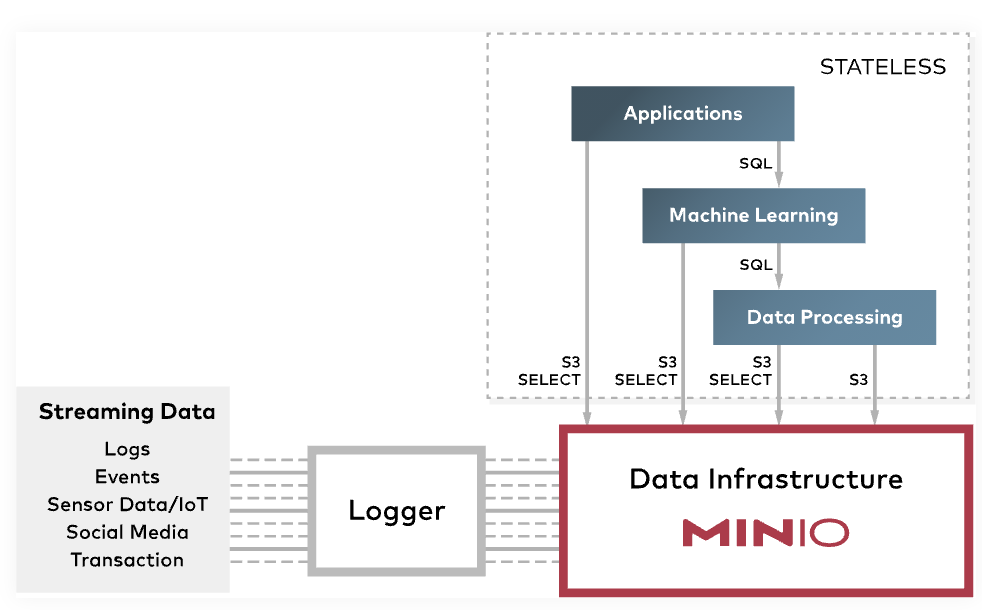 STATELESS
Applications
SQL
Machine Learning
SQL
Data Processing
S3
SELECT
S3
SELECT
S3
SELECT
S3
Streaming Data
Logs
Events
Sensor Data/IoT
Social Media
Transaction
Logger
Data Infrastructure
MINIO